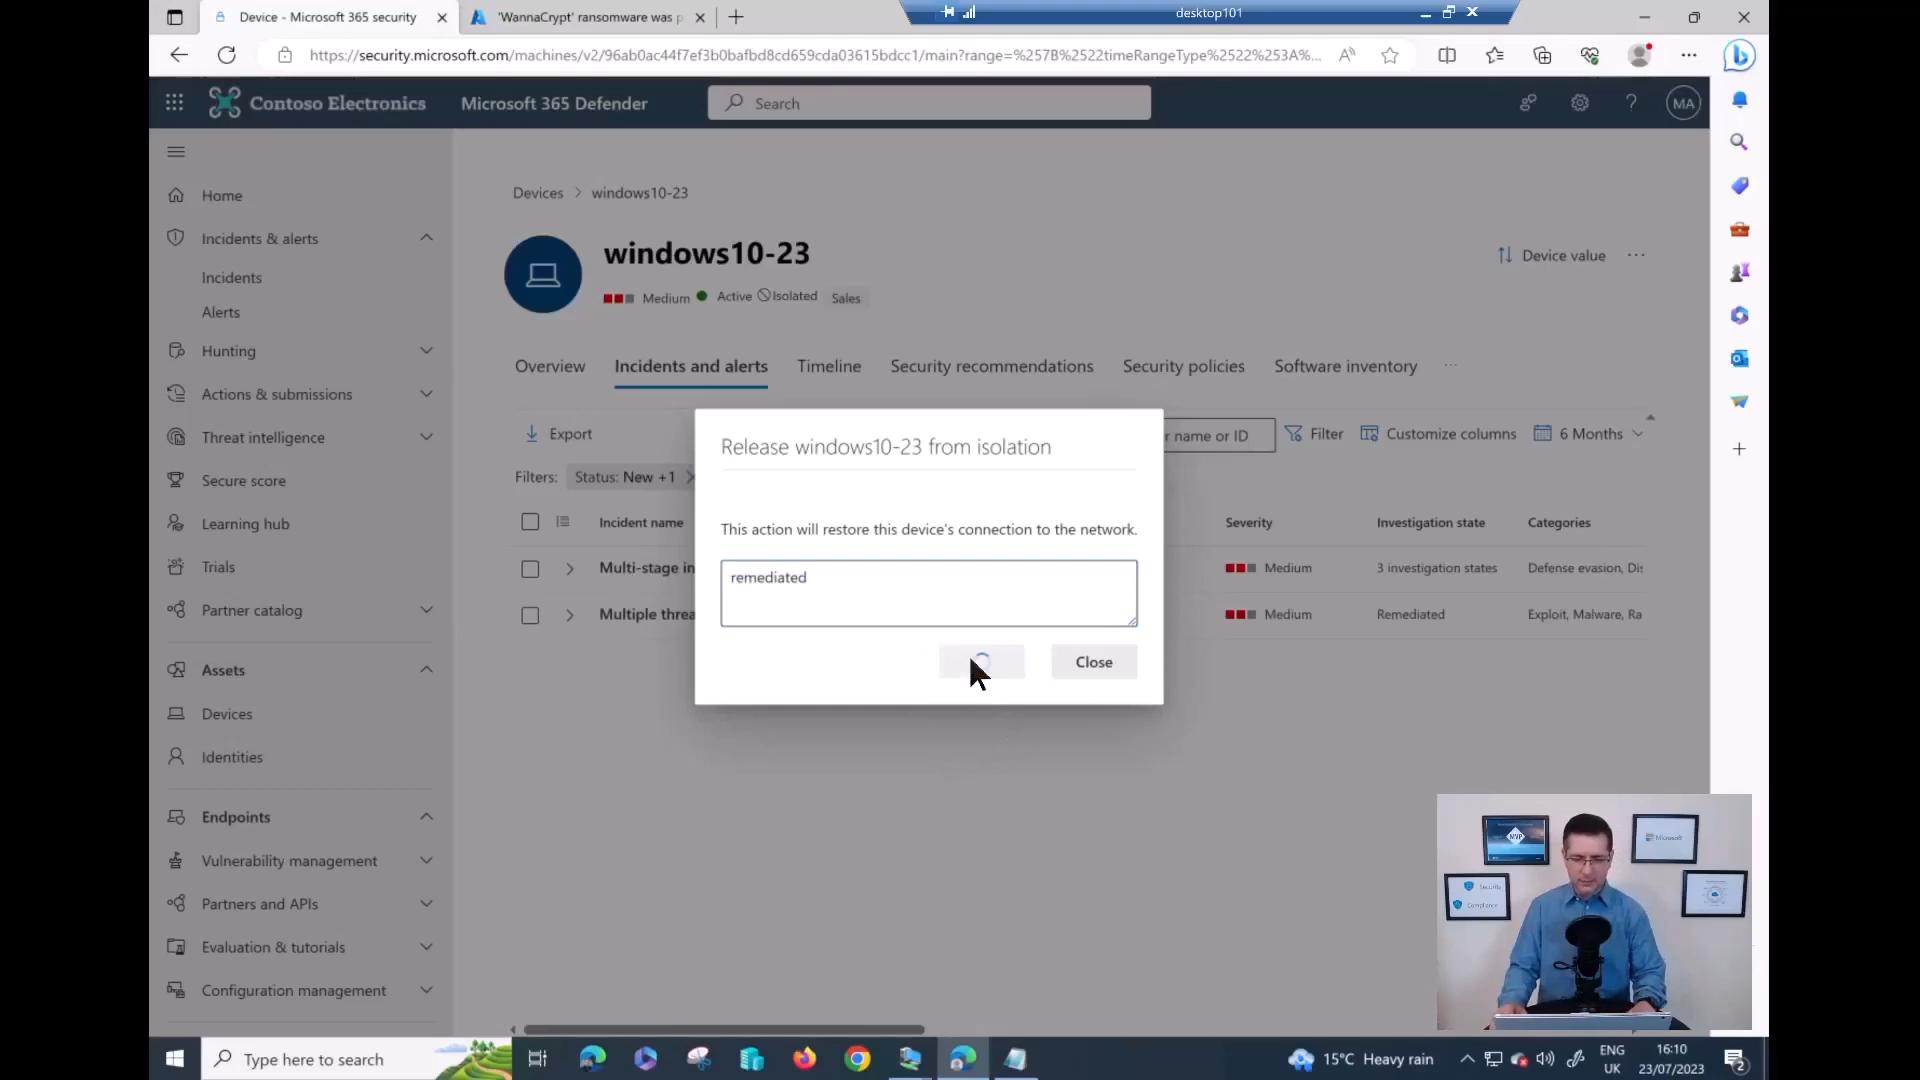 Device - Microsoft 365 security
'WannaCrypt' ransomware was p
desktop101
https://security.microsoft.com/machines/v2/96ab0ac44f7ef3b0bafbd8cd659cda03615bdcc1/main?range=%257B%2522timeRangeType%2522%253A%...
Contoso Electronics
Microsoft 365 Defender
Search
MA
Home
Incidents & alerts
Incidents
Alerts
Hunting
Actions & submissions
Threat intelligence
Secure score
Learning hub
Trials
Partner catalog
Assets
Devices
Identities
Endpoints
Vulnerability management
Partners and APIs
Evaluation & tutorials
Configuration management
Devices > windows10-23
windows10-23
Medium Active Isolated Sales
Device value
Overview Incidents and alerts Timeline Security recommendations Security policies Software inventory ...
Export
r name or ID
Filter
Customize columns
6 Months
Filters: Status: New +1
Incident name Severity Investigation state Categories
Multi-stage in Medium 3 investigation states Defense evasion, Dis
Multiple threa Medium Remediated Exploit, Malware, Ra
Release windows10-23 from isolation
This action will restore this device's connection to the network.
remediated
Close
MVP
Microsoft
Security
Compliance
Type here to search
15°C Heavy rain
ENG
UK
16:10
23/07/2023
2